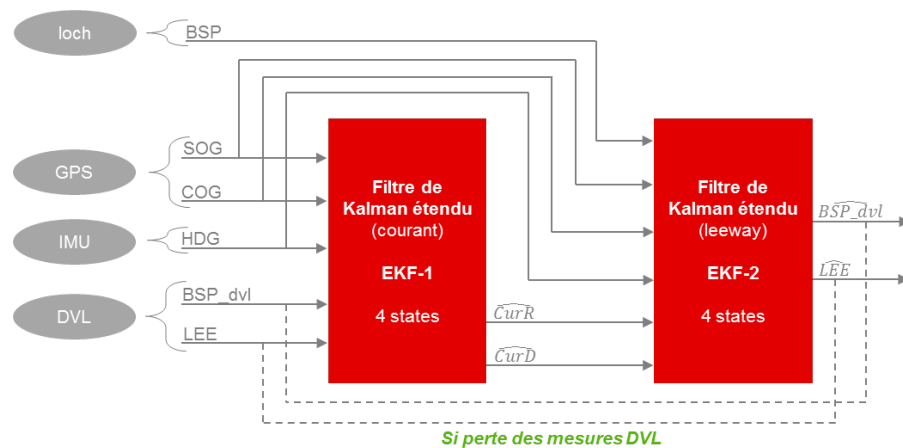 loch
BSP
GPS
SOG
COG
IMU
HDG
DVL
BSP_dvl
LEE
Filtre de
Kalman étendu
(courant)
EKF-1
4 states
CurR
CurD
Filtre de
Kalman étendu
(leeway)
EKF-2
4 states
BSP_dvl
LEE
Si perte des mesures DVL